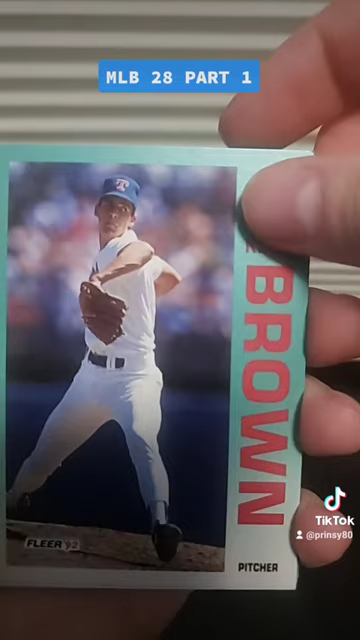 MLB 28 PART 1
T
BROWN
FLEER 92
PITCHER
TikTok
@prinsy80